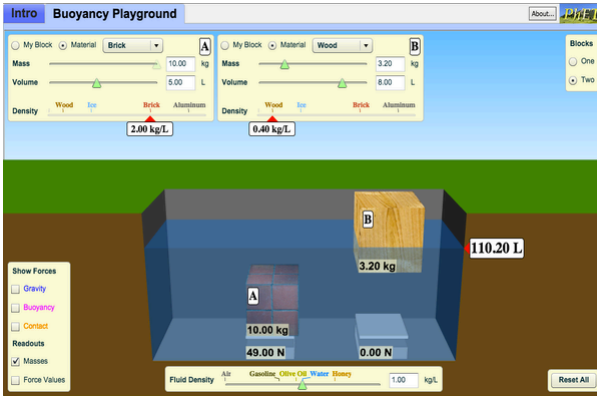 Intro
Buoyancy Playground
About...
PhET
My Block Material Brick A
Mass 10.00 kg
Volume 5.00 L
Wood Ice Brick Aluminum
Density
2.00 kg/L
My Block Material Wood B
Mass 3.20 kg
Volume 8.00 L
Wood Ice Brick Aluminum
Density
0.40 kg/L
Blocks
One
Two
B
3.20 kg
110.20 L
A
10.00 kg
49.00 N
0.00 N
Show Forces
Gravity
Buoyancy
Contact
Readouts
Masses
Force Values
Air Gasoline Olive Oil Water Honey
Fluid Density 1.00 kg/L
Reset All